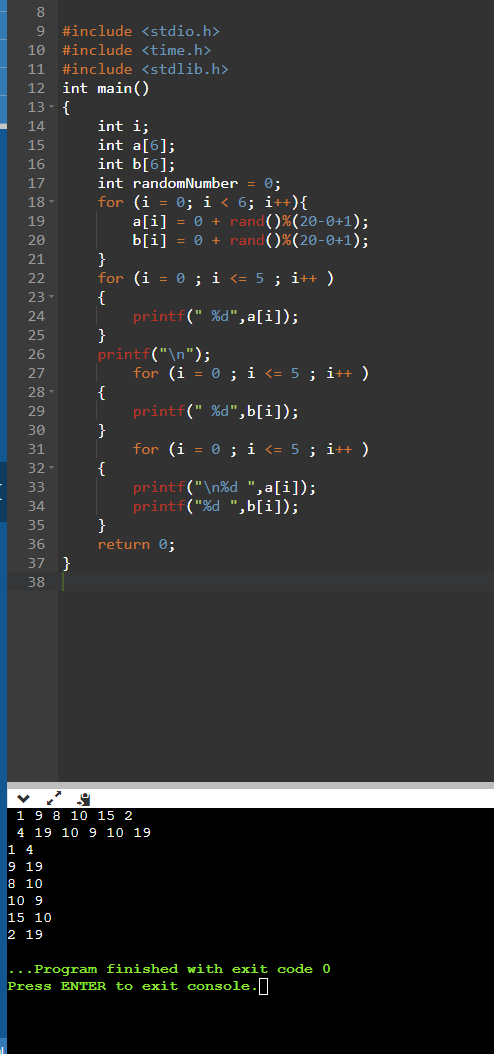 8
9 #include <stdio.h>
10 #include <time.h>
11 #include <stdlib.h>
12 int main()
13 {
14     int i;
15     int a[6];
16     int b[6];
17     int randomNumber = 0;
18     for (i = 0; i < 6; i++){
19         a[i] = 0 + rand()%(20-0+1);
20         b[i] = 0 + rand()%(20-0+1);
21     }
22     for (i = 0 ; i <= 5 ; i++ )
23     {
24         printf(" %d",a[i]);
25     }
26     printf("\n");
27         for (i = 0 ; i <= 5 ; i++ )
28     {
29         printf(" %d",b[i]);
30     }
31         for (i = 0 ; i <= 5 ; i++ )
32     {
33         printf("\n%d ",a[i]);
34         printf("%d ",b[i]);
35     }
36     return 0;
37 }
38
 1 9 8 10 15 2
 4 19 10 9 10 19
1 4
9 19
8 10
10 9
15 10
2 19
...Program finished with exit code 0
Press ENTER to exit console.